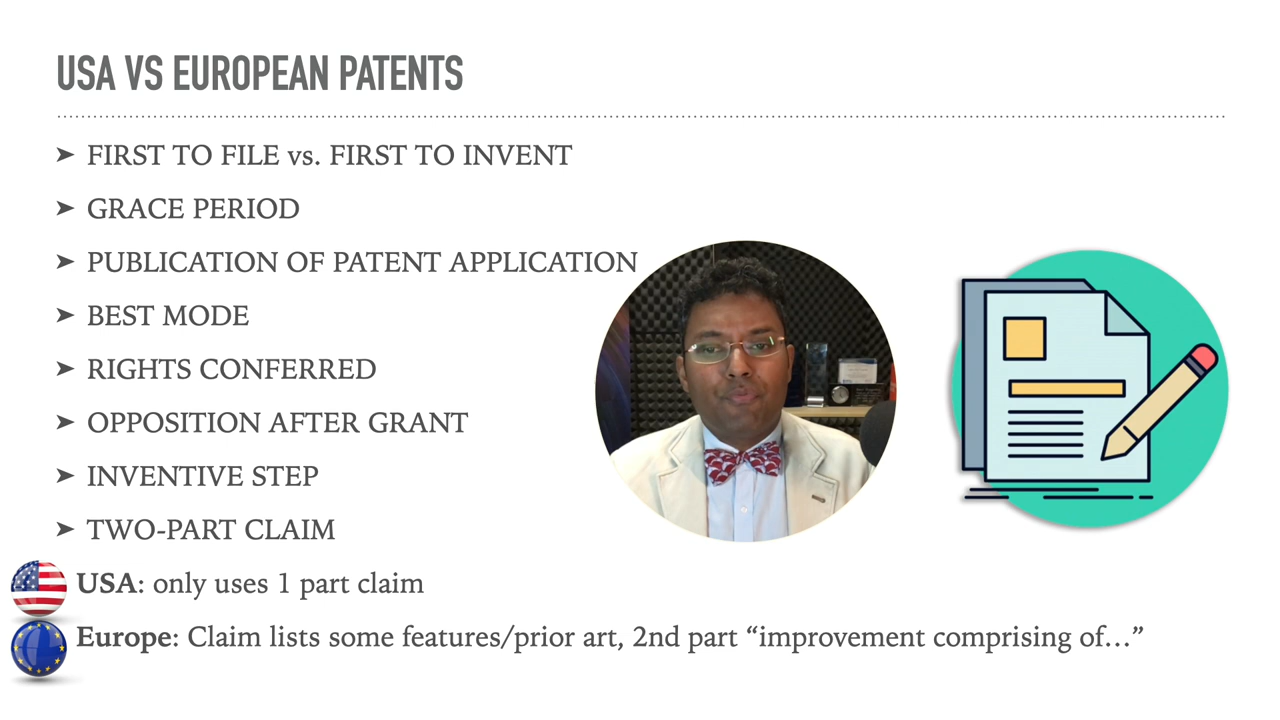 USA VS EUROPEAN PATENTS
➤ FIRST TO FILE vs. FIRST TO INVENT
➤ GRACE PERIOD
➤ PUBLICATION OF PATENT APPLICATION
➤ BEST MODE
➤ RIGHTS CONFERRED
➤ OPPOSITION AFTER GRANT
➤ INVENTIVE STEP
➤ TWO-PART CLAIM
USA: only uses 1 part claim
Europe: Claim lists some features/prior art, 2nd part “improvement comprising of…”